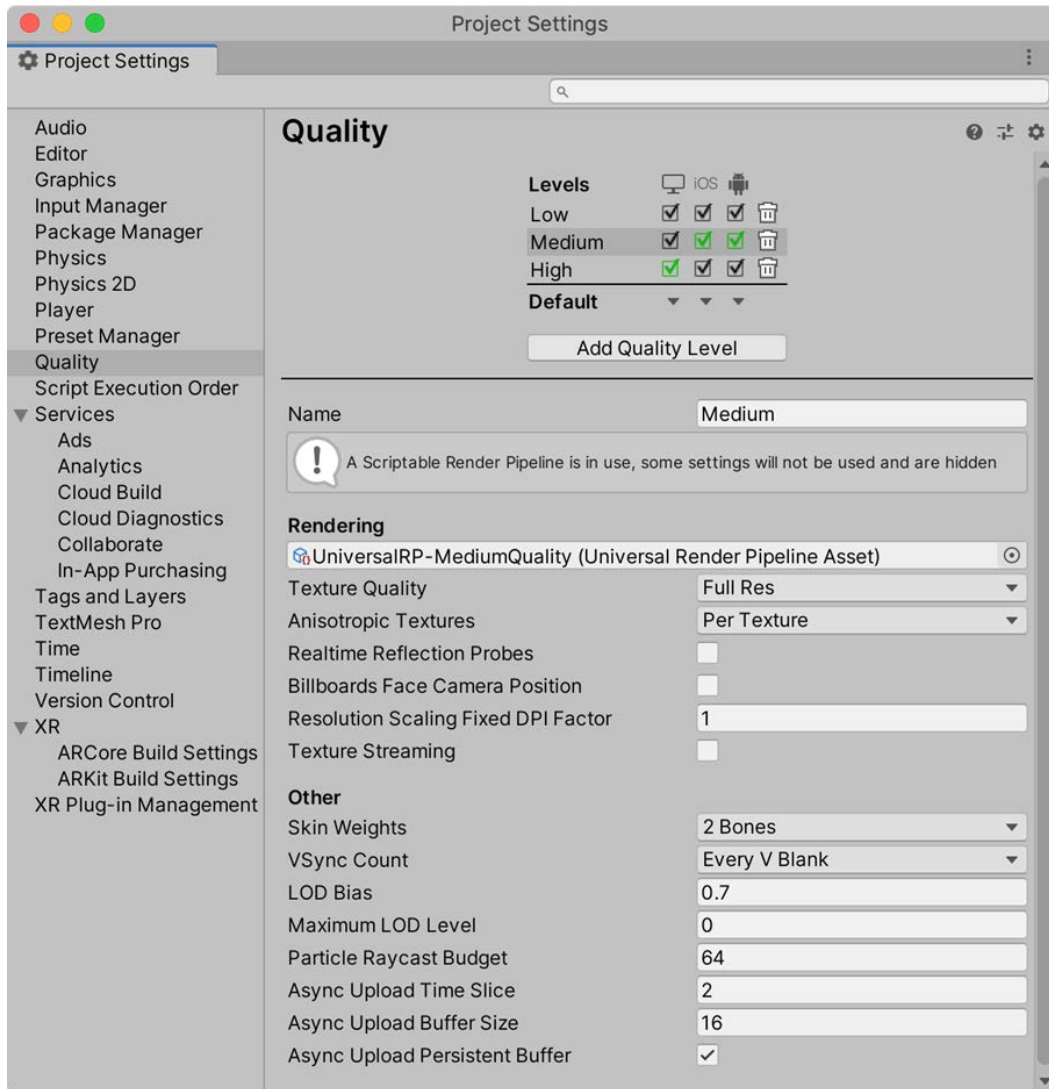 Project Settings
Project Settings
Audio
Editor
Graphics
Input Manager
Package Manager
Physics
Physics 2D
Player
Preset Manager
Quality
Script Execution Order
Services
Ads
Analytics
Cloud Build
Cloud Diagnostics
Collaborate
In-App Purchasing
Tags and Layers
TextMesh Pro
Time
Timeline
Version Control
XR
ARCore Build Settings
ARKit Build Settings
XR Plug-in Management
Quality
Levels iOS
Low
Medium
High
Default
Add Quality Level
Name Medium
A Scriptable Render Pipeline is in use, some settings will not be used and are hidden
Rendering
UniversalRP-MediumQuality (Universal Render Pipeline Asset)
Texture Quality Full Res
Anisotropic Textures Per Texture
Realtime Reflection Probes
Billboards Face Camera Position
Resolution Scaling Fixed DPI Factor 1
Texture Streaming
Other
Skin Weights 2 Bones
VSync Count Every V Blank
LOD Bias 0.7
Maximum LOD Level 0
Particle Raycast Budget 64
Async Upload Time Slice 2
Async Upload Buffer Size 16
Async Upload Persistent Buffer